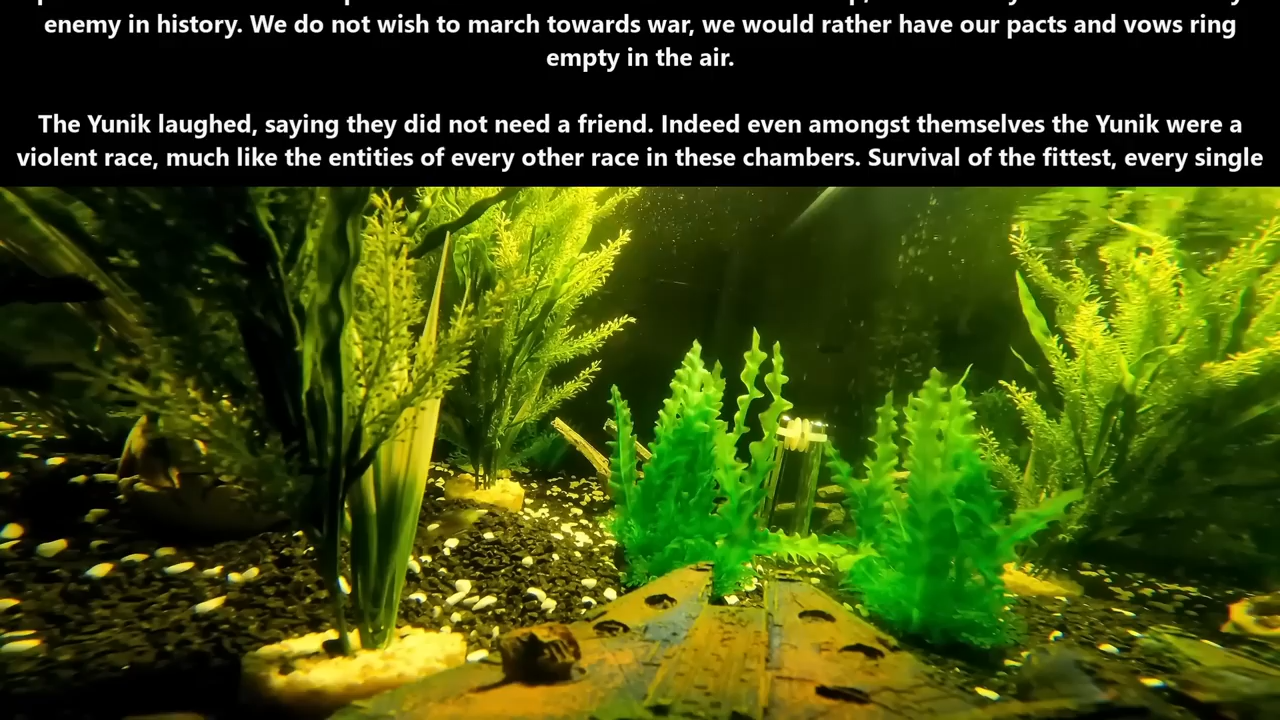 enemy in history. We do not wish to march towards war, we would rather have our pacts and vows ring
empty in the air.
The Yunik laughed, saying they did not need a friend. Indeed even amongst themselves the Yunik were a
violent race, much like the entities of every other race in these chambers. Survival of the fittest, every single